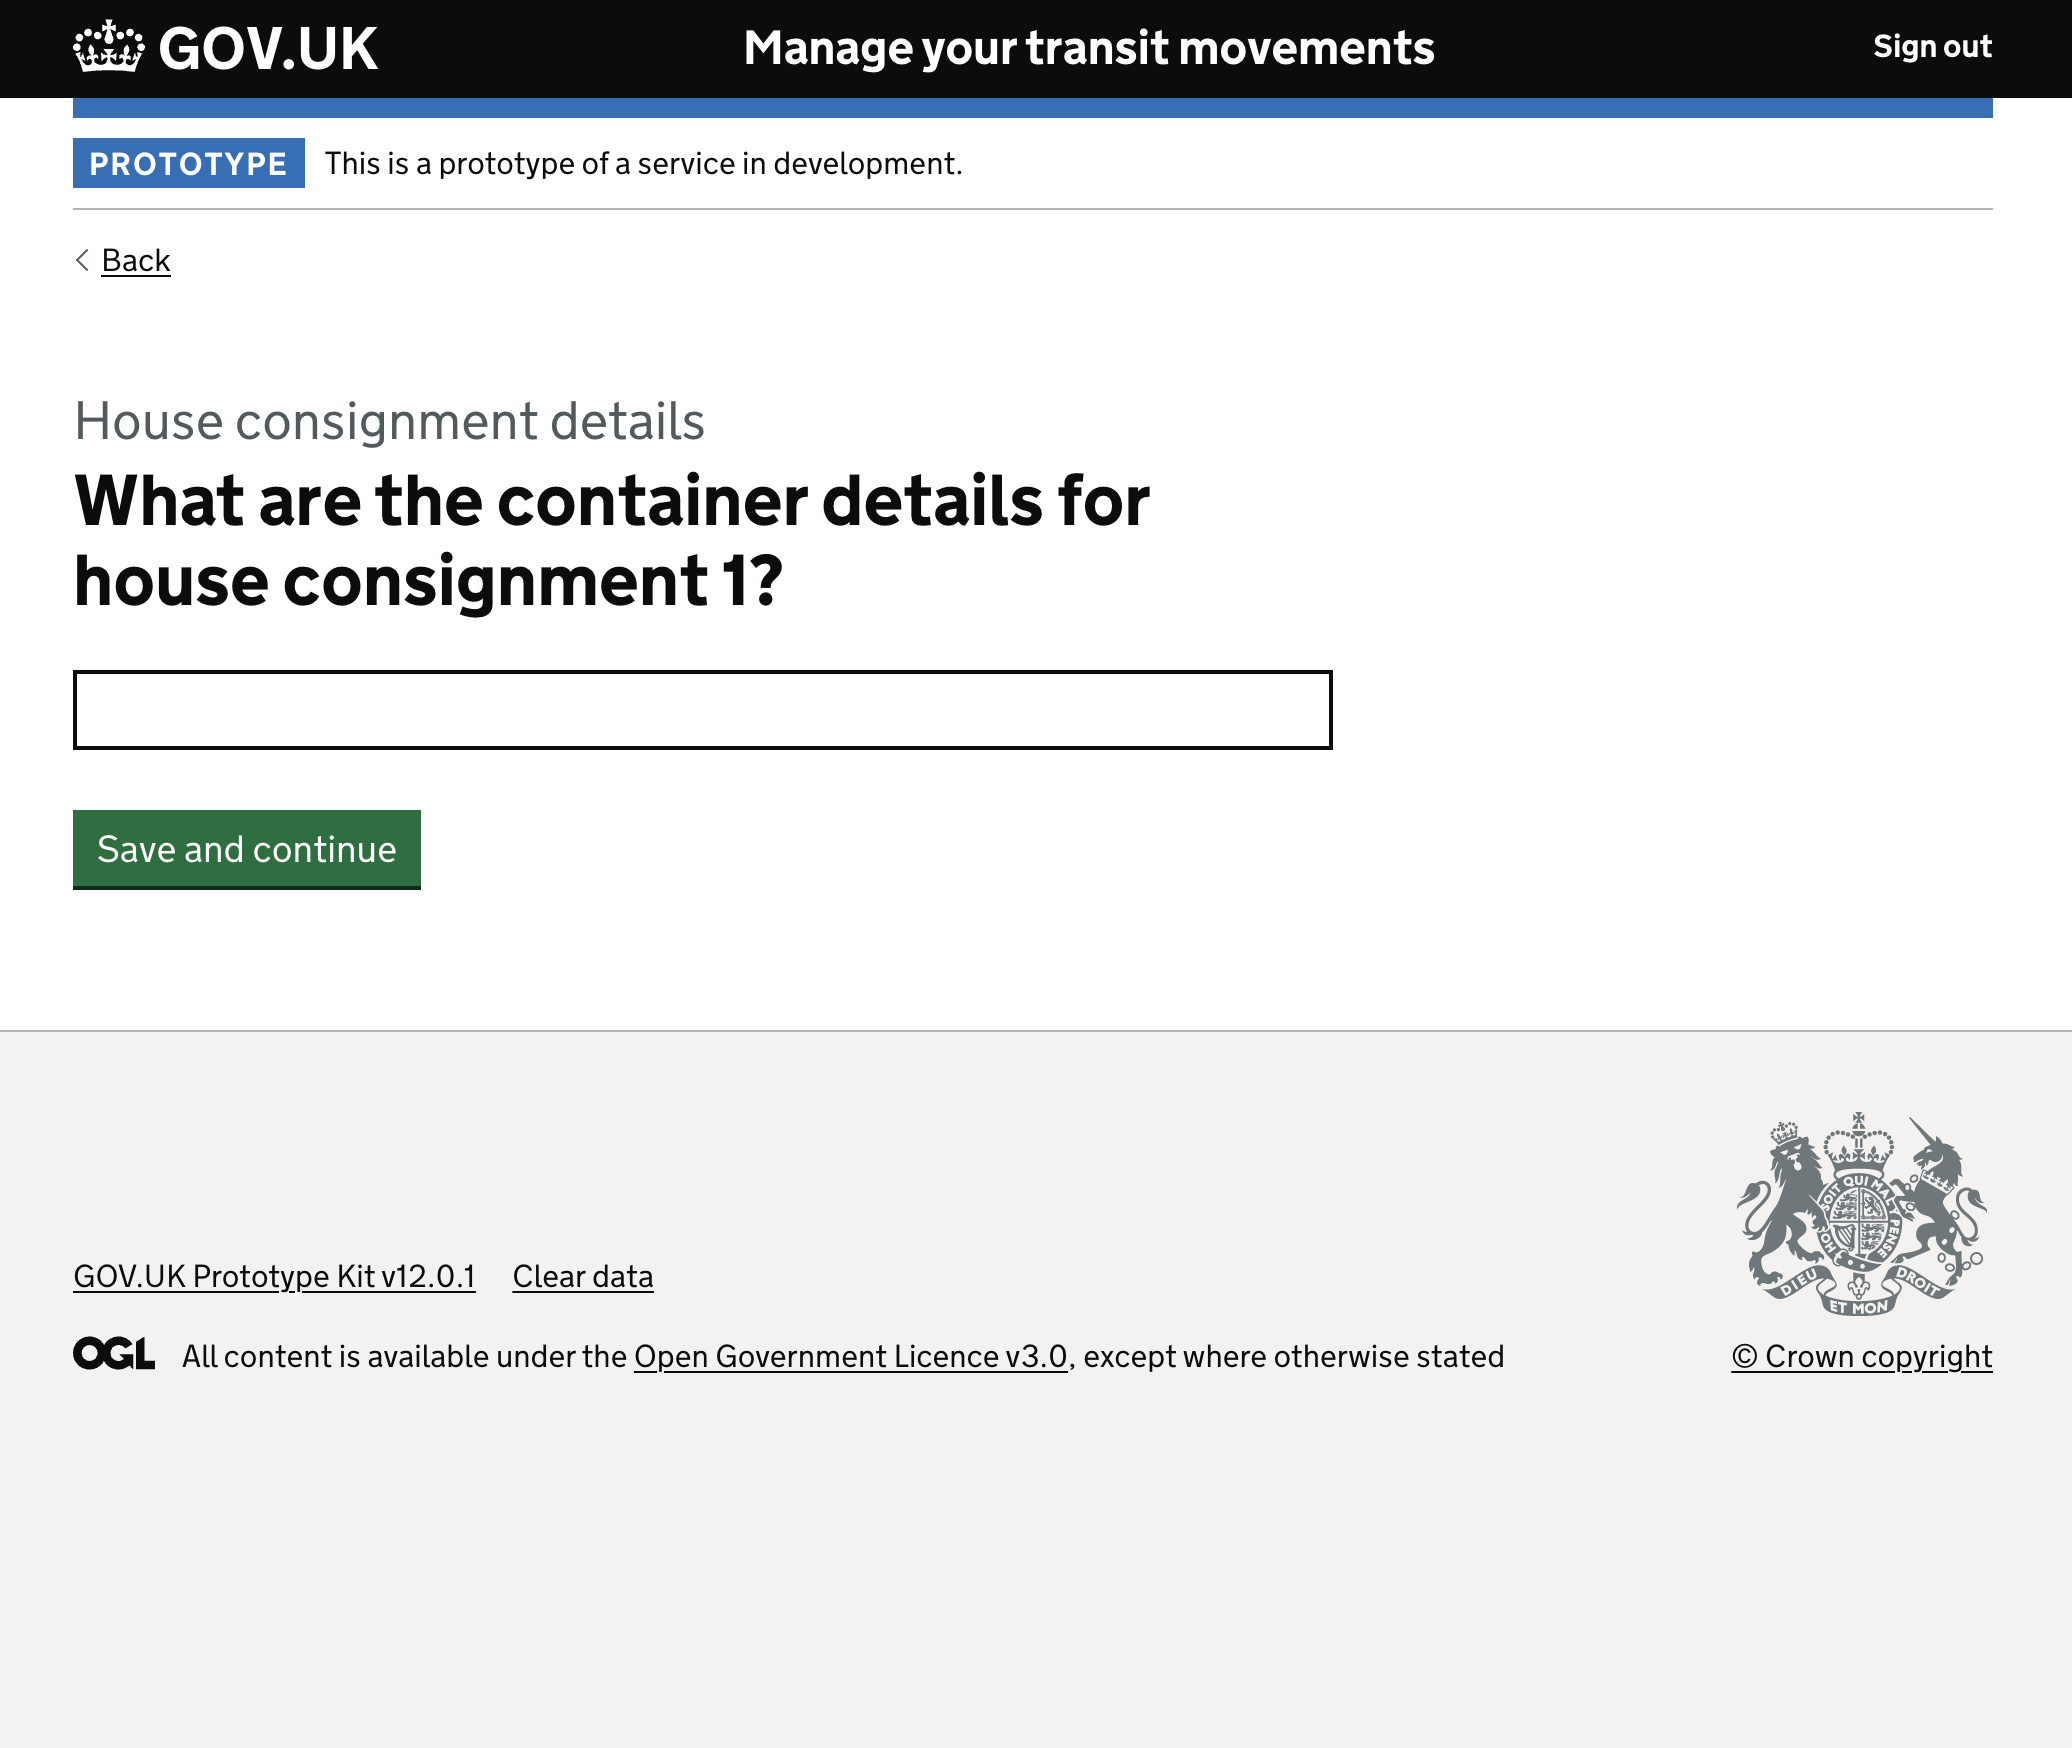 GOV.UK
Manage your transit movements
Sign out
PROTOTYPE
This is a prototype of a service in development.
Back
House consignment details
What are the container details for
house consignment 1?
Save and continue
GOV.UK Prototype Kit v12.0.1
Clear data
OGL
All content is available under the Open Government Licence v3.0, except where otherwise stated
QUI MAL Y PENSE
DIEU
ET MON
DROIT
© Crown copyright